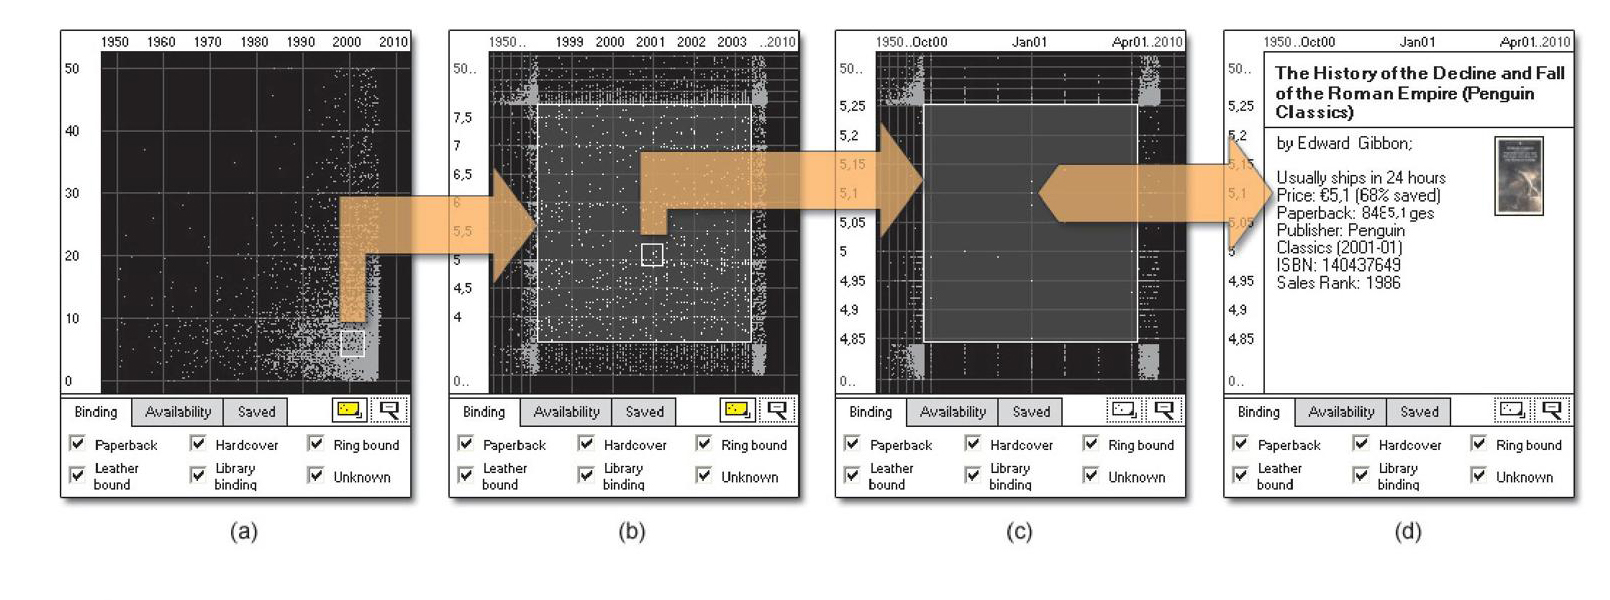 1950 1960 1970 1980 1990 2000 2010
50
40
30
20
10
0
Binding Availability Saved
Paperback Hardcover Ring bound
Leather bound Library binding Unknown
(a)
1950.. 1999 2000 2001 2002 2003 ..2010
50..
7,5
7
6,5
6
5,5
5
4,5
4
0..
Binding Availability Saved
Paperback Hardcover Ring bound
Leather bound Library binding Unknown
(b)
1950..Oct00 Jan01 Apr01..2010
50..
5,25
5,2
5,15
5,1
5,05
5
4,95
4,9
4,85
0..
Binding Availability Saved
Paperback Hardcover Ring bound
Leather bound Library binding Unknown
(c)
1950..Oct00 Jan01 Apr01..2010
50..
5,25
5,2
5,15
5,1
5,05
5
4,95
4,9
4,85
0..
The History of the Decline and Fall
of the Roman Empire (Penguin
Classics)
by Edward Gibbon;
Usually ships in 24 hours
Price: €5,1 (68% saved)
Paperback: 84€5,1ges
Publisher: Penguin
Classics (2001-01)
ISBN: 140437649
Sales Rank: 1986
Binding Availability Saved
Paperback Hardcover Ring bound
Leather bound Library binding Unknown
(d)